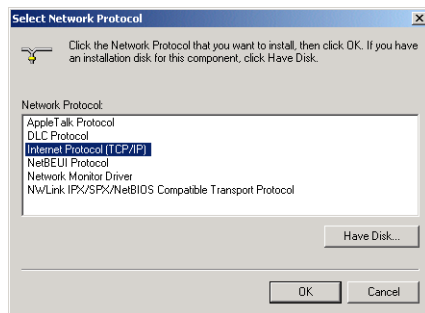 Select Network Protocol
Click the Network Protocol that you want to install, then click OK. If you have
an installation disk for this component, click Have Disk.
Network Protocol:
AppleTalk Protocol
DLC Protocol
Internet Protocol (TCP/IP)
NetBEUI Protocol
Network Monitor Driver
NWLink IPX/SPX/NetBIOS Compatible Transport Protocol
Have Disk...
OK
Cancel